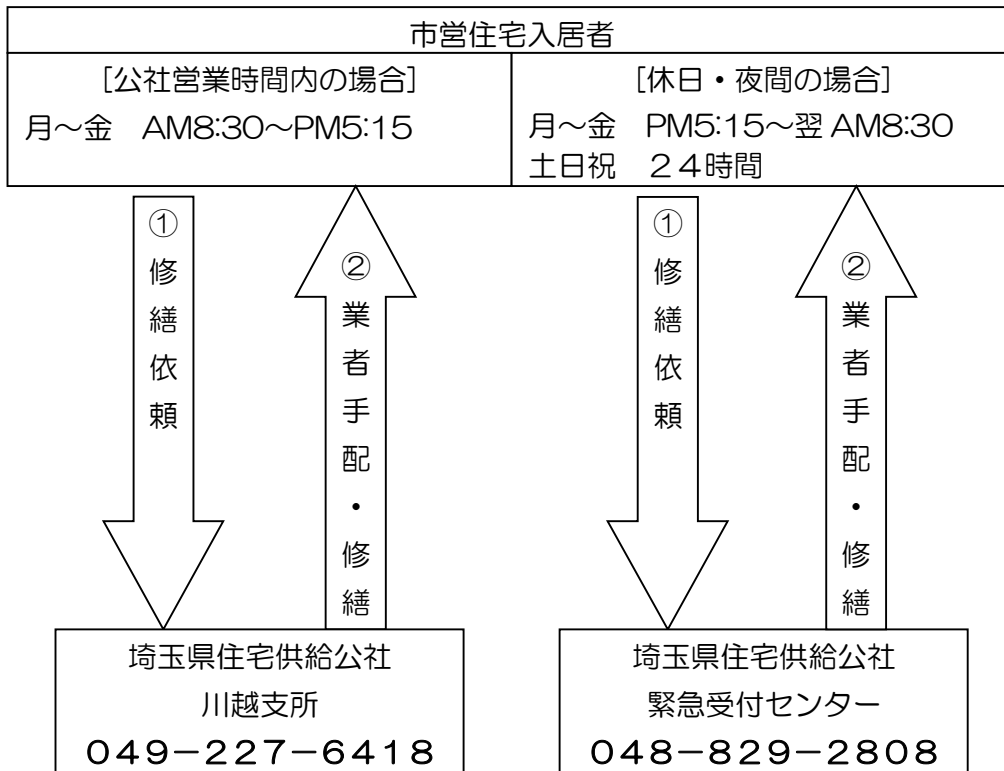 市営住宅入居者
[公社営業時間内の場合]
月～金　AM8:30～PM5:15
[休日・夜間の場合]
月～金　PM5:15～翌AM8:30
土日祝　２４時間
①修繕依頼
②業者手配・修繕
①修繕依頼
②業者手配・修繕
埼玉県住宅供給公社
川越支所
０４９－２２７－６４１８
埼玉県住宅供給公社
緊急受付センター
０４８－８２９－２８０８